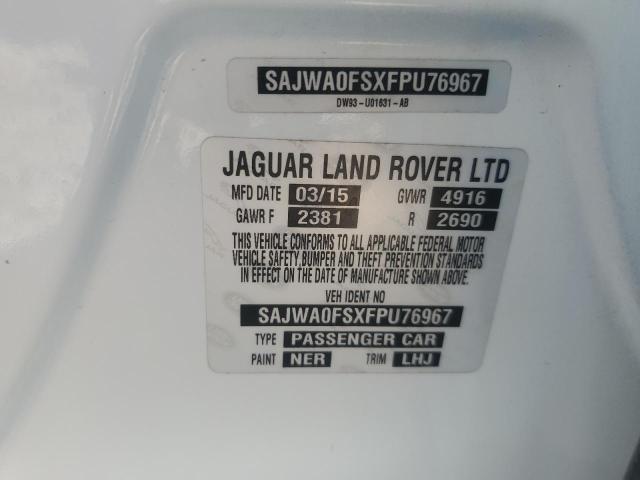 SAJWA0FSXFPU76967
DW93-U01631-AB
JAGUAR LAND ROVER LTD
MFD DATE 03/15 GVWR 4916
GAWR F 2381 R 2690
THIS VEHICLE CONFORMS TO ALL APPLICABLE FEDERAL MOTOR
VEHICLE SAFETY, BUMPER AND THEFT PREVENTION STANDARDS
IN EFFECT ON THE DATE OF MANUFACTURE SHOWN ABOVE.
VEH IDENT NO
SAJWA0FSXFPU76967
TYPE PASSENGER CAR
PAINT NER TRIM LHJ